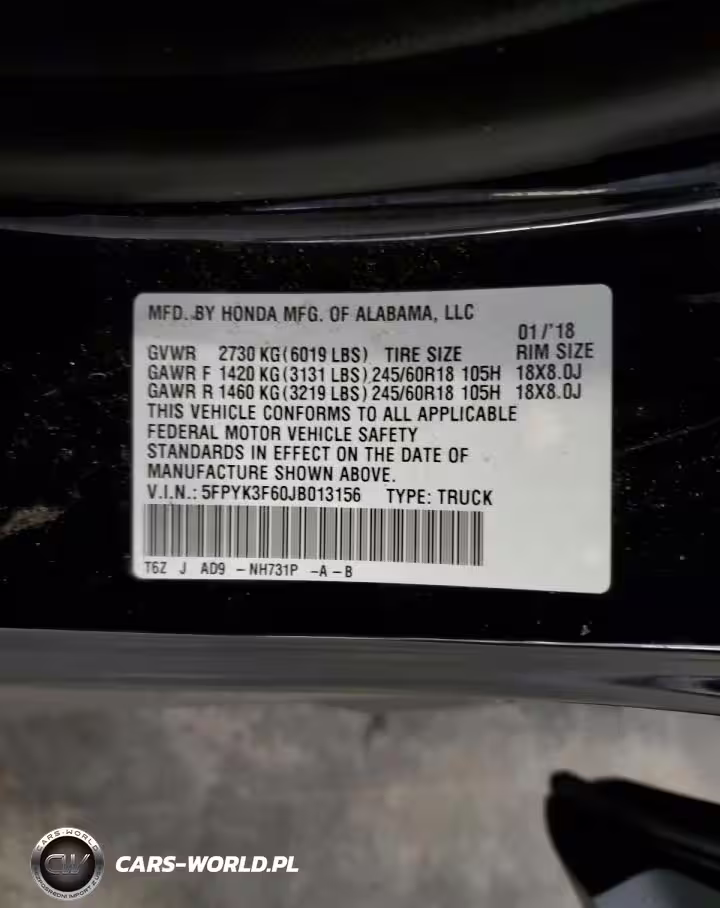 MFD. BY HONDA MFG. OF ALABAMA, LLC
01/'18
GVWR 2730 KG(6019 LBS) TIRE SIZE RIM SIZE
GAWR F 1420 KG(3131 LBS) 245/60R18 105H 18X8.0J
GAWR R 1460 KG(3219 LBS) 245/60R18 105H 18X8.0J
THIS VEHICLE CONFORMS TO ALL APPLICABLE
FEDERAL MOTOR VEHICLE SAFETY
STANDARDS IN EFFECT ON THE DATE OF
MANUFACTURE SHOWN ABOVE.
V.I.N.: 5FPYK3F60JB013156 TYPE: TRUCK
T6Z J AD9 -NH731P -A-B
CARS-WORLD
CW
CARS-WORLD.PL